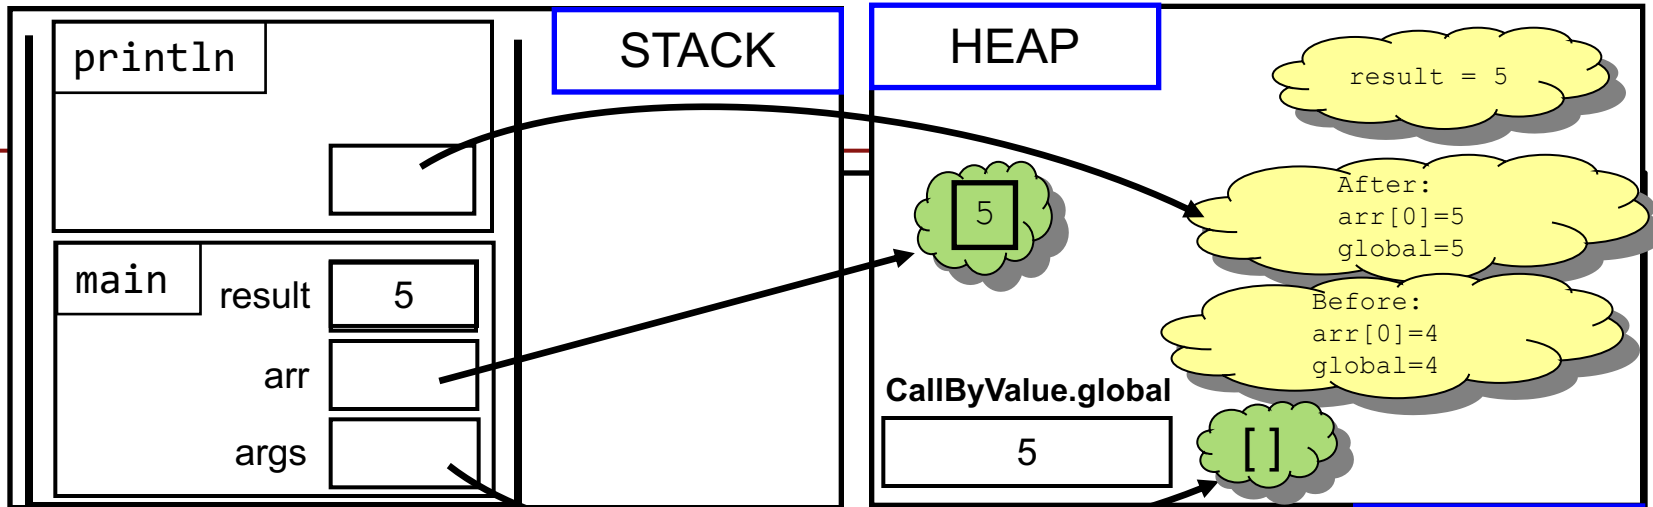 println
STACK
HEAP
result = 5
5
After:
arr[0]=5
global=5
main
result
5
Before:
arr[0]=4
global=4
arr
CallByValue.global
args
5
[]